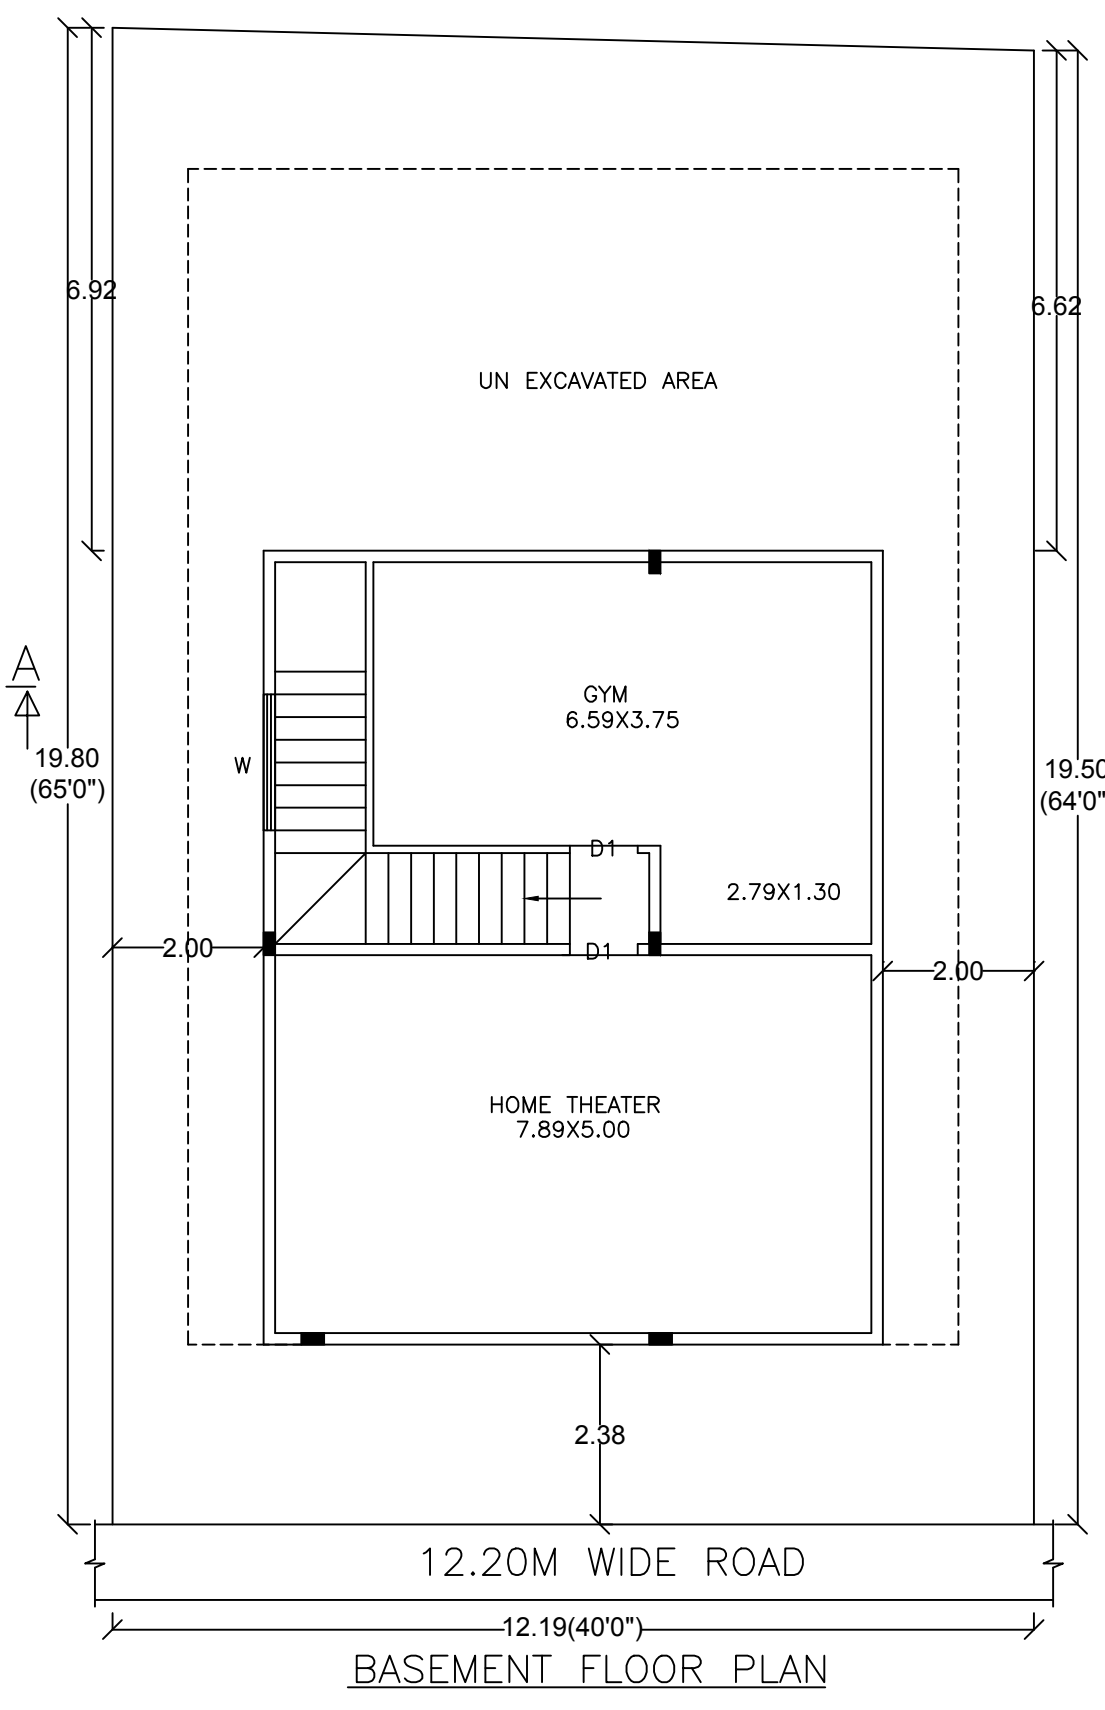 6.92
6.62
UN EXCAVATED AREA
A
GYM
6.59X3.75
W
19.80
(65'0")
19.50
(64'0"
D1
2.79X1.30
2.00
D1
2.00
HOME THEATER
7.89X5.00
2.38
12.20M WIDE ROAD
12.19(40'0")
BASEMENT FLOOR PLAN